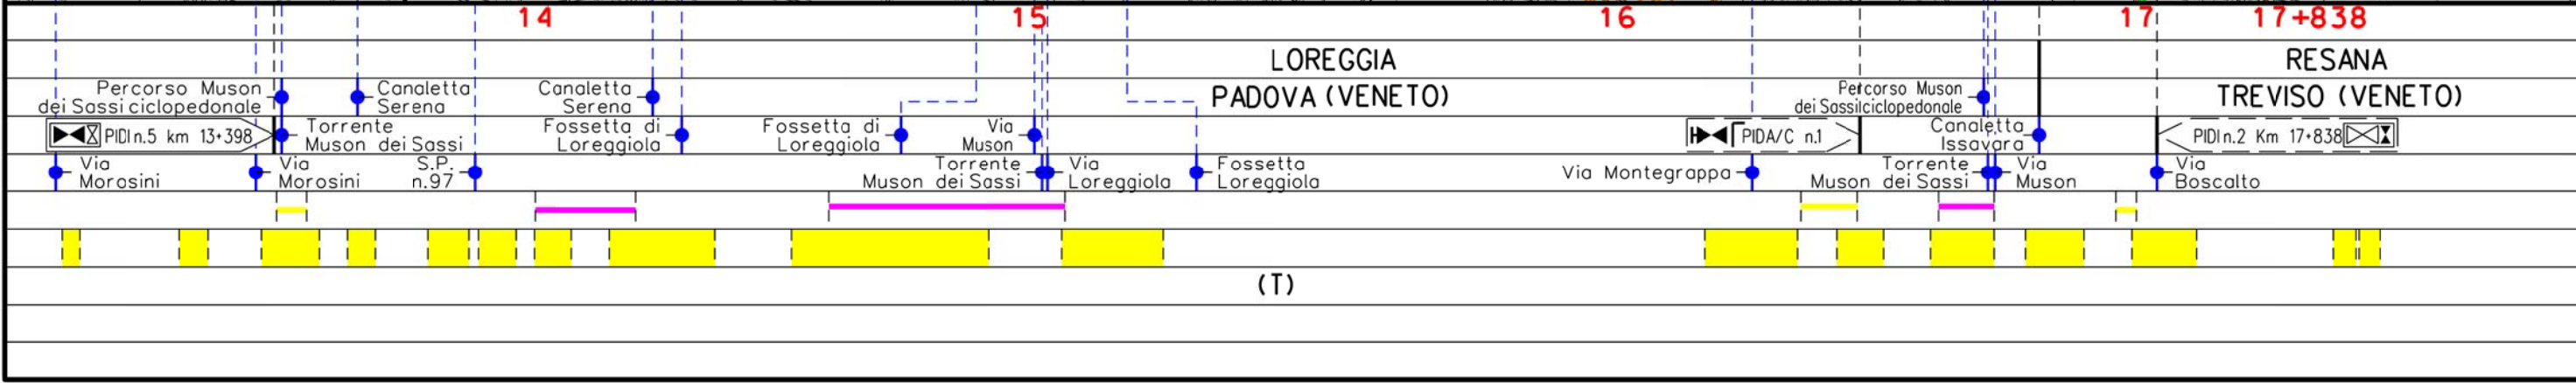 14 15 16 17 17+838
LOREGGIA RESANA
PADOVA (VENETO) TREVISO (VENETO)
Percorso Muson
dei Sassi ciclopedonale
Canaletta
Serena
Canaletta
Serena
Percorso Muson
dei Sassi ciclopedonale
PIDI n.5 km 13+398
Torrente
Muson dei Sassi
Fossetta di
Loreggiola
Fossetta di
Loreggiola
Via
Muson
PIDA/C n.1
Canaletta
Issavara
PIDI n.2 Km 17+838
Via
Morosini
Via
Morosini
S.P.
n.97
Torrente
Muson dei Sassi
Via
Loreggiola
Fossetta
Loreggiola
Via Montegrappa
Torrente
Muson dei Sassi
Via
Muson
Via
Boscalto
(T)